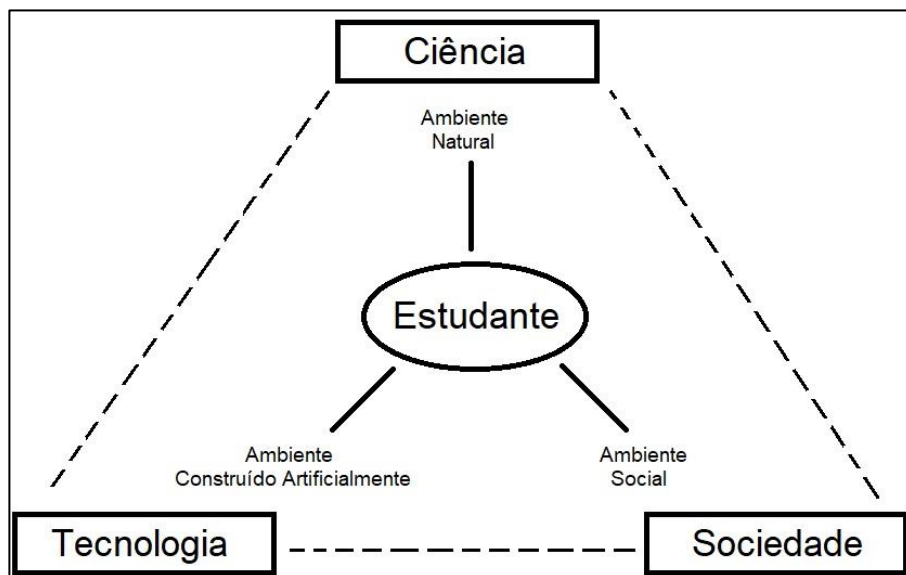 Ciência
Ambiente
Natural
Estudante
Ambiente
Construído Artificialmente
Ambiente
Social
Tecnologia
Sociedade